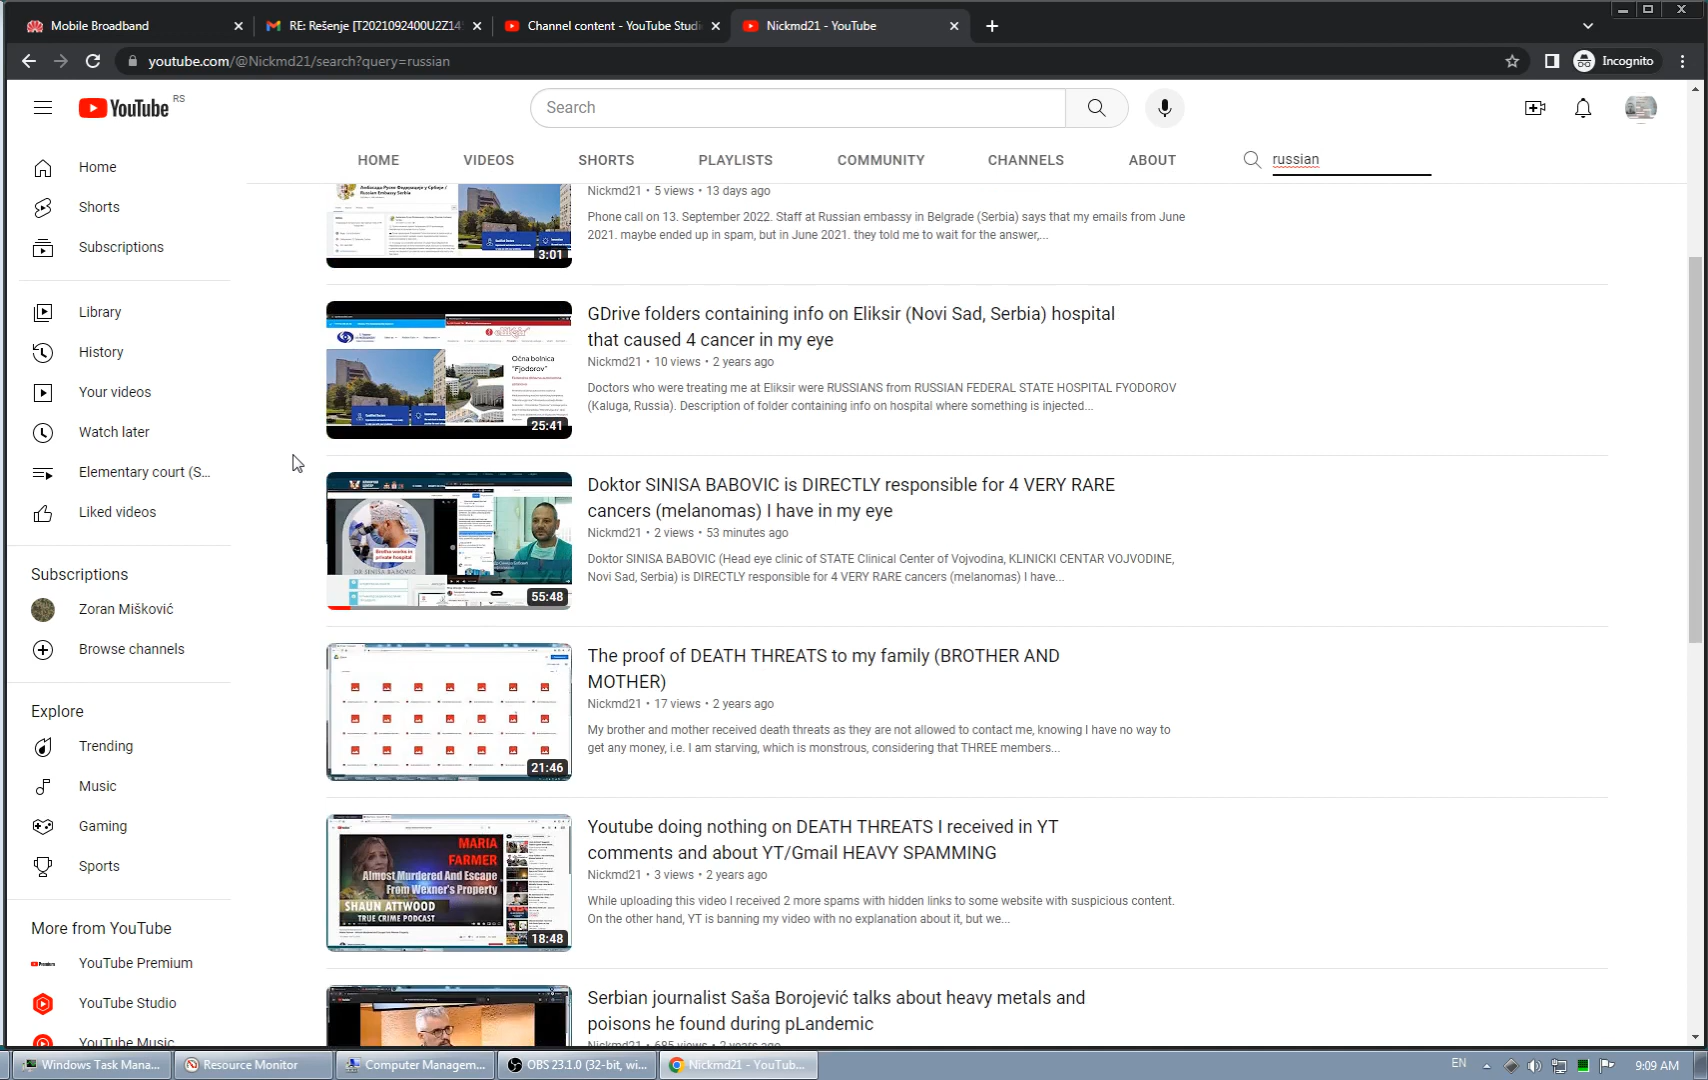 Mobile Broadband
RE: Rešenje [T2021092400U2Z14
Channel content - YouTube Studi
Nickmd21 - YouTube
youtube.com/@Nickmd21/search?query=russian
Incognito
YouTube
RS
Search
HOME
VIDEOS
SHORTS
PLAYLISTS
COMMUNITY
CHANNELS
ABOUT
russian
Home
Shorts
Subscriptions
Library
History
Your videos
Watch later
Elementary court (S...
Liked videos
Subscriptions
Zoran Mišković
Browse channels
Explore
Trending
Music
Gaming
Sports
More from YouTube
YouTube Premium
YouTube Studio
YouTube Music
3:01
Nickmd21 • 5 views • 13 days ago
Phone call on 13. September 2022. Staff at Russian embassy in Belgrade (Serbia) says that my emails from June
2021. maybe ended up in spam, but in June 2021. they told me to wait for the answer,...
eliksir
Očna bolnica
"Fjodorov"
25:41
GDrive folders containing info on Eliksir (Novi Sad, Serbia) hospital
that caused 4 cancer in my eye
Nickmd21 • 10 views • 2 years ago
Doctors who were treating me at Eliksir were RUSSIANS from RUSSIAN FEDERAL STATE HOSPITAL FYODOROV
(Kaluga, Russia). Description of folder containing info on hospital where something is injected...
55:48
Doktor SINISA BABOVIC is DIRECTLY responsible for 4 VERY RARE
cancers (melanomas) I have in my eye
Nickmd21 • 2 views • 53 minutes ago
Doktor SINISA BABOVIC (Head eye clinic of STATE Clinical Center of Vojvodina, KLINICKI CENTAR VOJVODINE,
Novi Sad, Serbia) is DIRECTLY responsible for 4 VERY RARE cancers (melanomas) I have...
21:46
The proof of DEATH THREATS to my family (BROTHER AND
MOTHER)
Nickmd21 • 17 views • 2 years ago
My brother and mother received death threats as they are not allowed to contact me, knowing I have no way to
get any money, i.e. I am starving, which is monstrous, considering that THREE members...
MARIA
FARMER
Almost Murdered And Escape
From Wexner's Property
SHAUN ATTWOOD
TRUE CRIME PODCAST
18:48
Youtube doing nothing on DEATH THREATS I received in YT
comments and about YT/Gmail HEAVY SPAMMING
Nickmd21 • 3 views • 2 years ago
While uploading this video I received 2 more spams with hidden links to some website with suspicious content.
On the other hand, YT is banning my video with no explanation about it, but we...
Serbian journalist Saša Borojević talks about heavy metals and
poisons he found during pLandemic
Nickmd21 • 685 views • 2 years ago
Windows Task Mana...
Resource Monitor
Computer Managem...
OBS 23.1.0 (32-bit, wi...
Nickmd21 - YouTub...
EN
9:09 AM